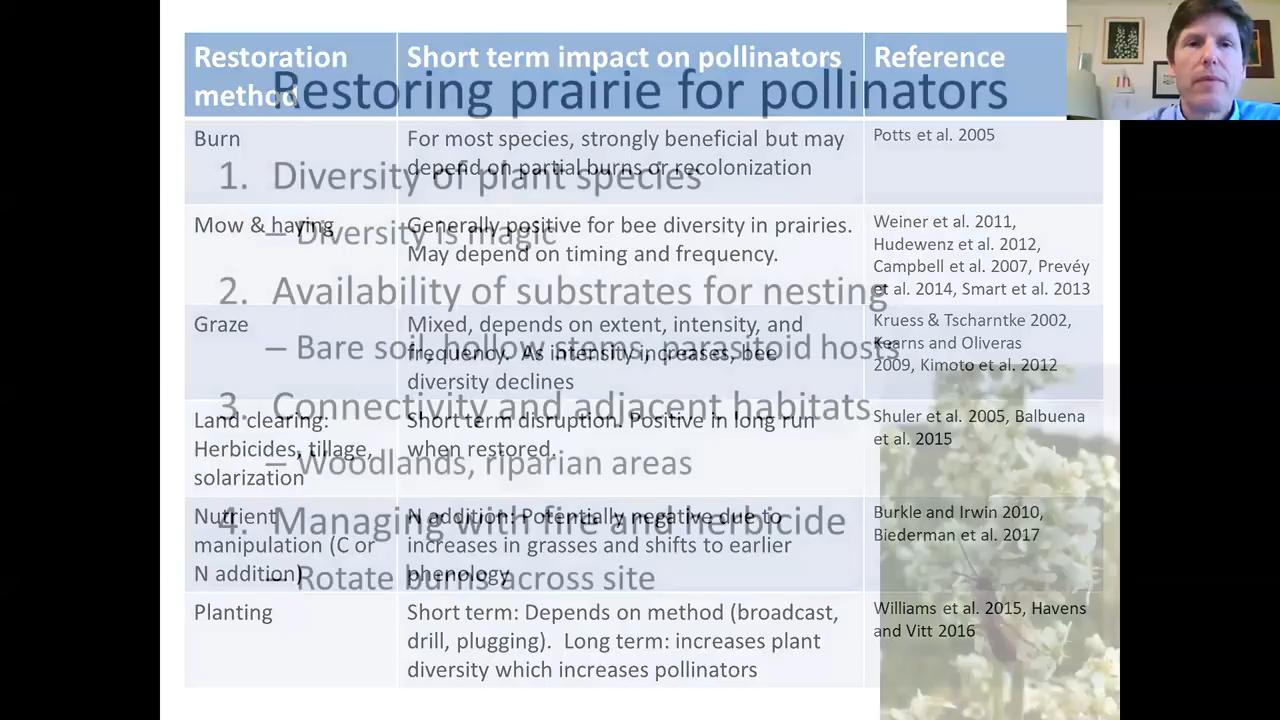 Restoration
method
Short term impact on pollinators
Reference
Burn
For most species, strongly beneficial but may
depend on partial burns or recolonization
Potts et al. 2005
Mow & haying
Generally positive for bee diversity in prairies.
May depend on timing and frequency.
Weiner et al. 2011,
Hudewenz et al. 2012,
Campbell et al. 2007, Prevéy
et al. 2014, Smart et al. 2013
Graze
Mixed, depends on extent, intensity, and
frequency. As intensity increases, bee
diversity declines
Kruess & Tscharntke 2002,
Kearns and Oliveras
2009, Kimoto et al. 2012
Land clearing:
Herbicides, tillage,
solarization
Short term disruption. Positive in long run
when restored.
Shuler et al. 2005, Balbuena
et al. 2015
Nutrient
manipulation (C or
N addition)
N addition: Potentially negative due to
increases in grasses and shifts to earlier
phenology
Burkle and Irwin 2010,
Biederman et al. 2017
Planting
Short term: Depends on method (broadcast,
drill, plugging). Long term: increases plant
diversity which increases pollinators
Williams et al. 2015, Havens
and Vitt 2016
Restoring prairie for pollinators
1. Diversity of plant species
– Diversity is magic
2. Availability of substrates for nesting
– Bare soil, hollow stems, parasitoid hosts
3. Connectivity and adjacent habitats
– Woodlands, riparian areas
4. Managing with fire and herbicide
– Rotate burns across site